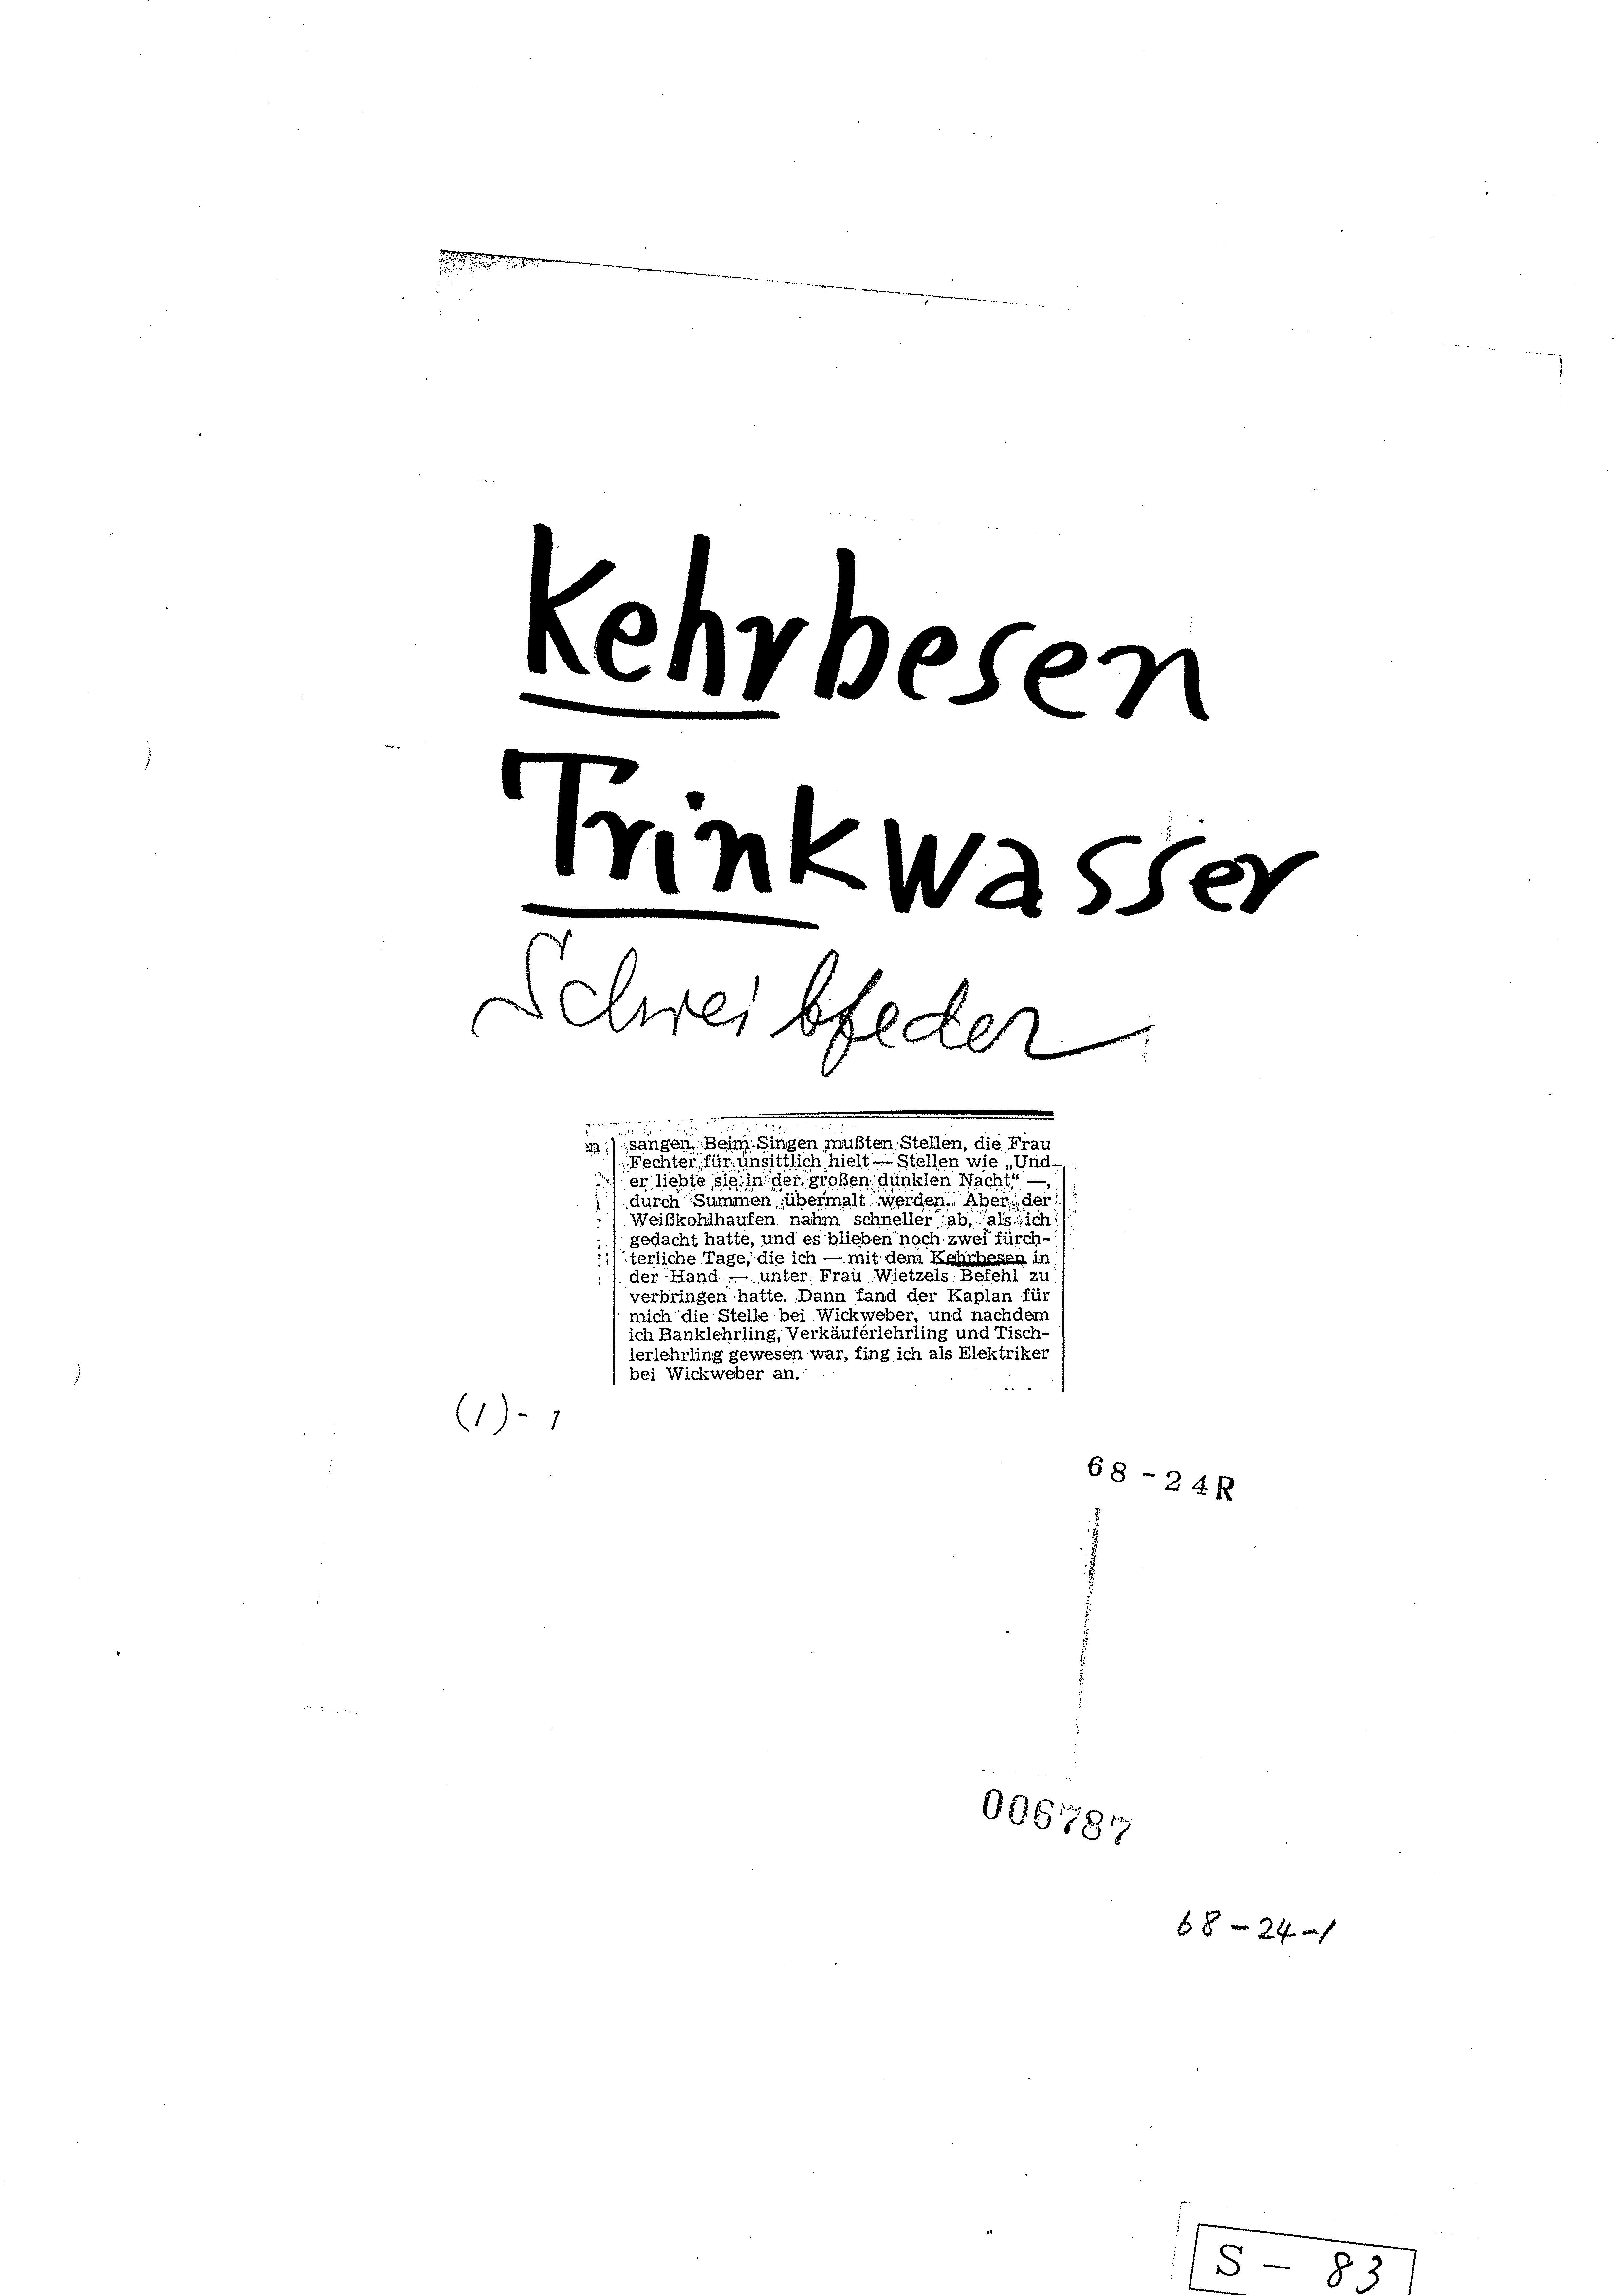 Kehrbesen
Trinkwasser
Schreibfeder
sangen. Beim Singen mußten Stellen, die Frau
Fechter für unsittlich hielt — Stellen wie „Und
er liebte sie in der großen dunklen Nacht“ —,
durch Summen übermalt werden. Aber der
Weißkohlhaufen nahm schneller ab, als ich
gedacht hatte, und es blieben noch zwei fürch-
terliche Tage, die ich — mit dem Kehrbesen in
der Hand — unter Frau Wietzels Befehl zu
verbringen hatte. Dann fand der Kaplan für
mich die Stelle bei Wickweber, und nachdem
ich Banklehrling, Verkäuferlehrling und Tisch-
lerlehrling gewesen war, fing ich als Elektriker
bei Wickweber an.
(1) - 1
68 - 24R
006787
68 - 24 - 1
S - 83